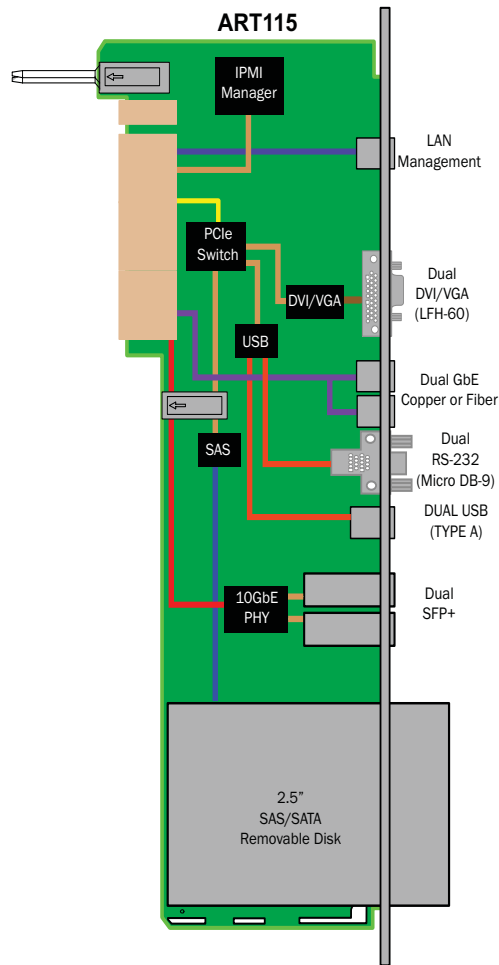 ART115
IPMI
Manager
LAN
Management
PCIe
Switch
Dual
DVI/VGA
(LFH-60)
DVI/VGA
USB
Dual GbE
Copper or Fiber
SAS
Dual
RS-232
(Micro DB-9)
DUAL USB
(TYPE A)
10GbE
PHY
Dual
SFP+
2.5”
SAS/SATA
Removable Disk